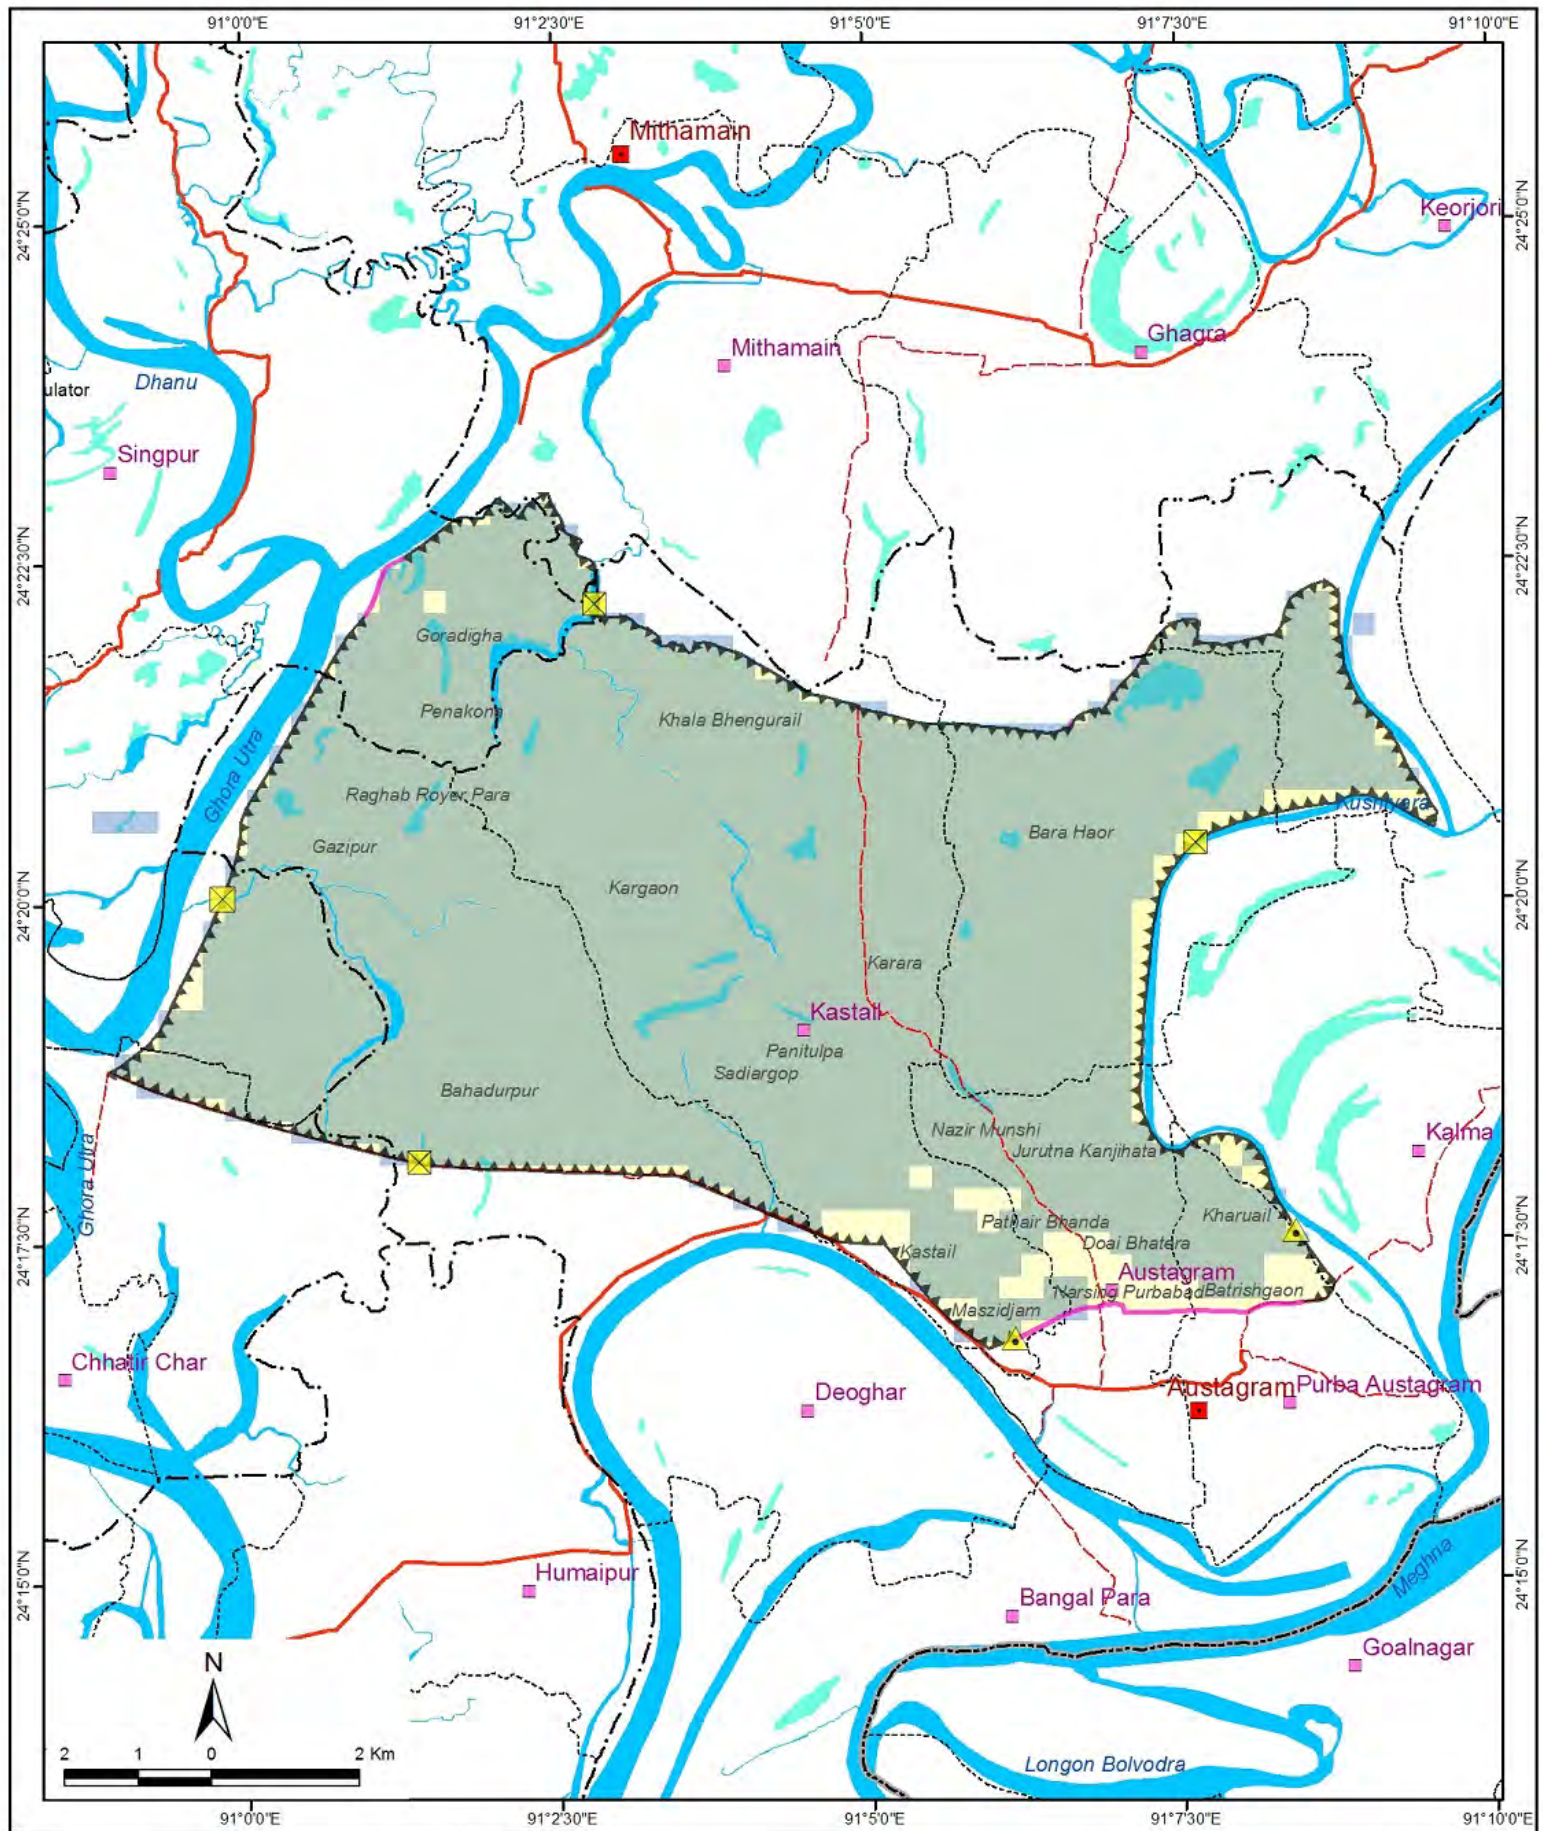 91°0'0"E 91°2'30"E 91°5'0"E 91°7'30"E 91°10'0"E
Mithamain
24°25'0"N
24°25'0"N
Keorjori
Ghagra
Mithamain
Dhanu
ulator
Singpur
24°22'30"N
24°22'30"N
Goradigha
Penakona
Khala Bhengurail
Ghora Utra
Raghab Royer Para
Kushiyara
Bara Haor
Gazipur
Kargaon
24°20'0"N
24°20'0"N
Karara
Kastail
Panitulpa
Sadiargop
Bahadurpur
Nazir Munshi
Kalma
Jurutna Kanjihata
Ghora Utra
Kharuail
Pathair Bhanda
24°17'30"N
24°17'30"N
Doai Bhatera
Kastail
Austagram
Narsing Purbabad
Batrishgaon
Maszidjam
Chhatir Char
Deoghar
Austagram
Purba Austagram
24°15'0"N
24°15'0"N
Humaipur
Meghna
Bangal Para
Goalnagar
N
2 1 0 2 Km
Longon Bolvodra
91°0'0"E 91°2'30"E 91°5'0"E 91°7'30"E 91°10'0"E